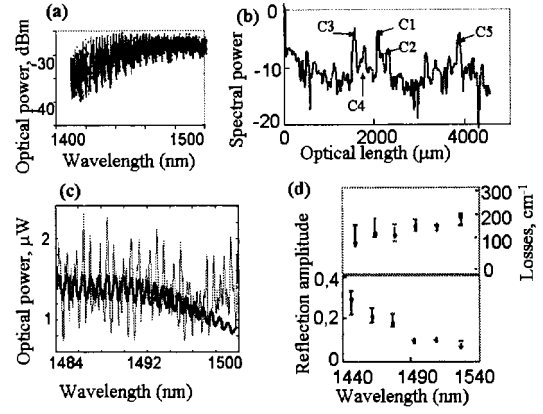 (a)
Optical power, dBm
-30
-40
1400
1500
Wavelength (nm)
(b)
Spectral power
0
-10
-20
C3
C1
C2
C4
C5
0
2000
4000
Optical length (μm)
(c)
Optical power, μW
2
1
1484
1492
1500
Wavelength (nm)
(d)
Reflection amplitude
0,4
0,2
0
300
200
100
0
Losses, cm-1
1440
1490
1540
Wavelength (nm)